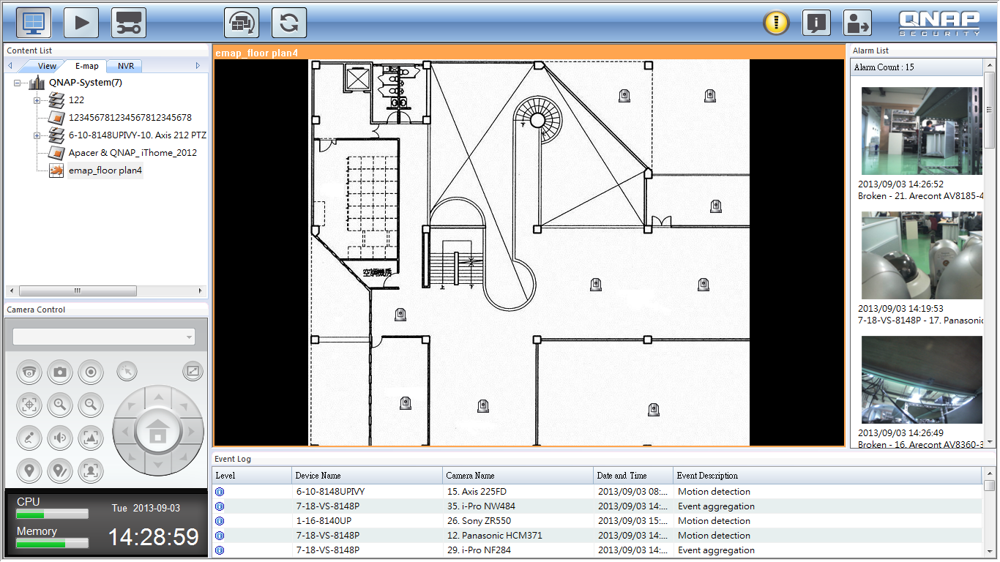 QNAP
SECURITY
Content List
View
E-map
NVR
QNAP-System(7)
122
123456781234567812345678
6-10-8148UPIVY-10. Axis 212 PTZ
Apacer & QNAP_ iThome_2012
emap_floor plan4
Camera Control
CPU
Memory
Tue 2013-09-03
14:28:59
emap_floor plan4
下
下
空調機房
上
下
Alarm List
Alarm Count : 15
2013/09/03 14:26:52
Broken - 21. Arecont AV8185-4
2013/09/03 14:19:53
7-18-VS-8148P - 17. Panasonic
2013/09/03 14:26:49
Broken - 16. Arecont AV8360-3
Event Log
Level Device Name Camera Name Date and Time Event Description
6-10-8148UPIVY 15. Axis 225FD 2013/09/03 08:... Motion detection
7-18-VS-8148P 35. i-Pro NW484 2013/09/03 14:... Event aggregation
1-16-8140UP 26. Sony ZR550 2013/09/03 15:... Motion detection
7-18-VS-8148P 12. Panasonic HCM371 2013/09/03 14:... Motion detection
7-18-VS-8148P 29. i-Pro NF284 2013/09/03 14:... Event aggregation